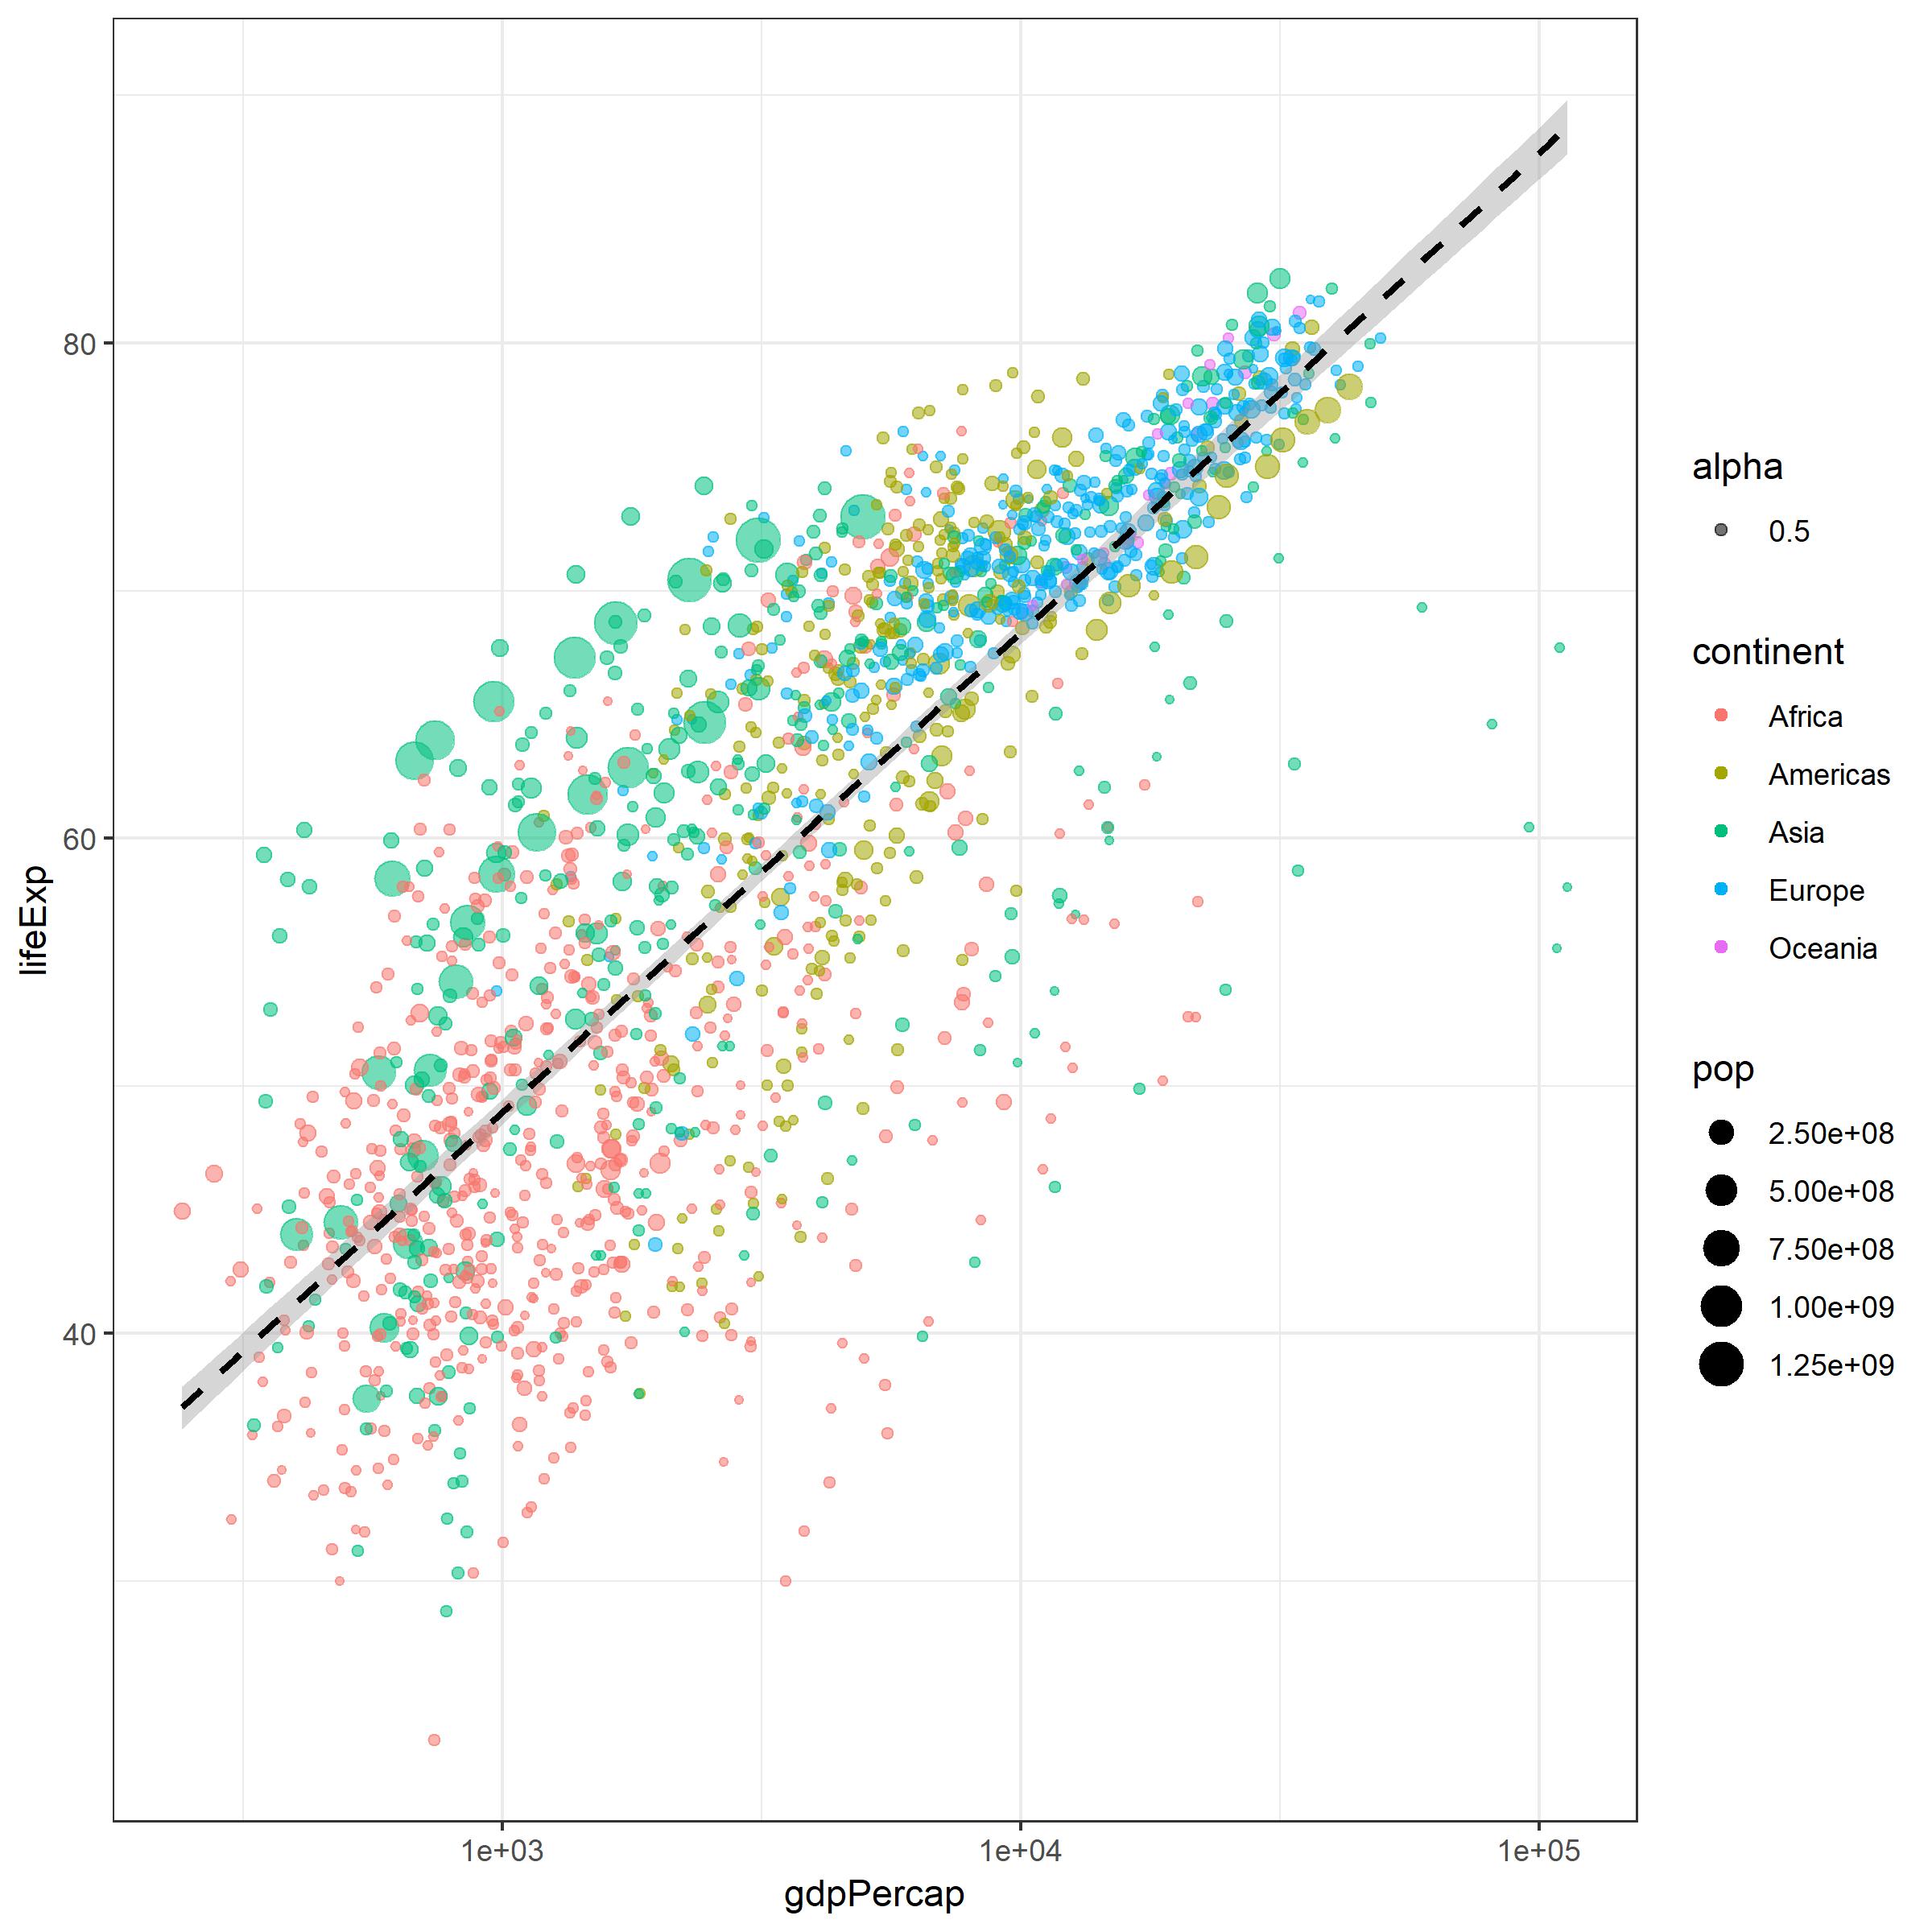 80
60
40
lifeExp
1e+03 1e+04 1e+05
gdpPercap
alpha
0.5
continent
Africa
Americas
Asia
Europe
Oceania
pop
2.50e+08
5.00e+08
7.50e+08
1.00e+09
1.25e+09